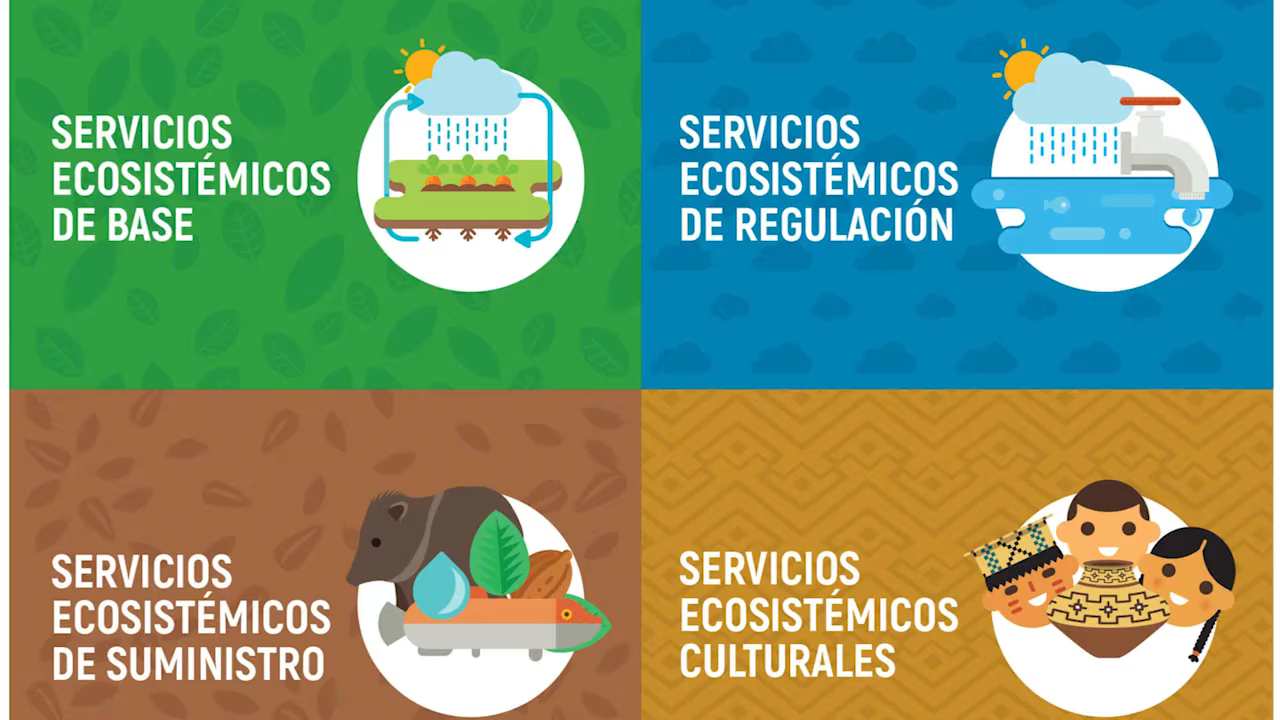 SERVICIOS
ECOSISTÉMICOS
DE BASE
SERVICIOS
ECOSISTÉMICOS
DE REGULACIÓN
SERVICIOS
ECOSISTÉMICOS
DE SUMINISTRO
SERVICIOS
ECOSISTÉMICOS
CULTURALES